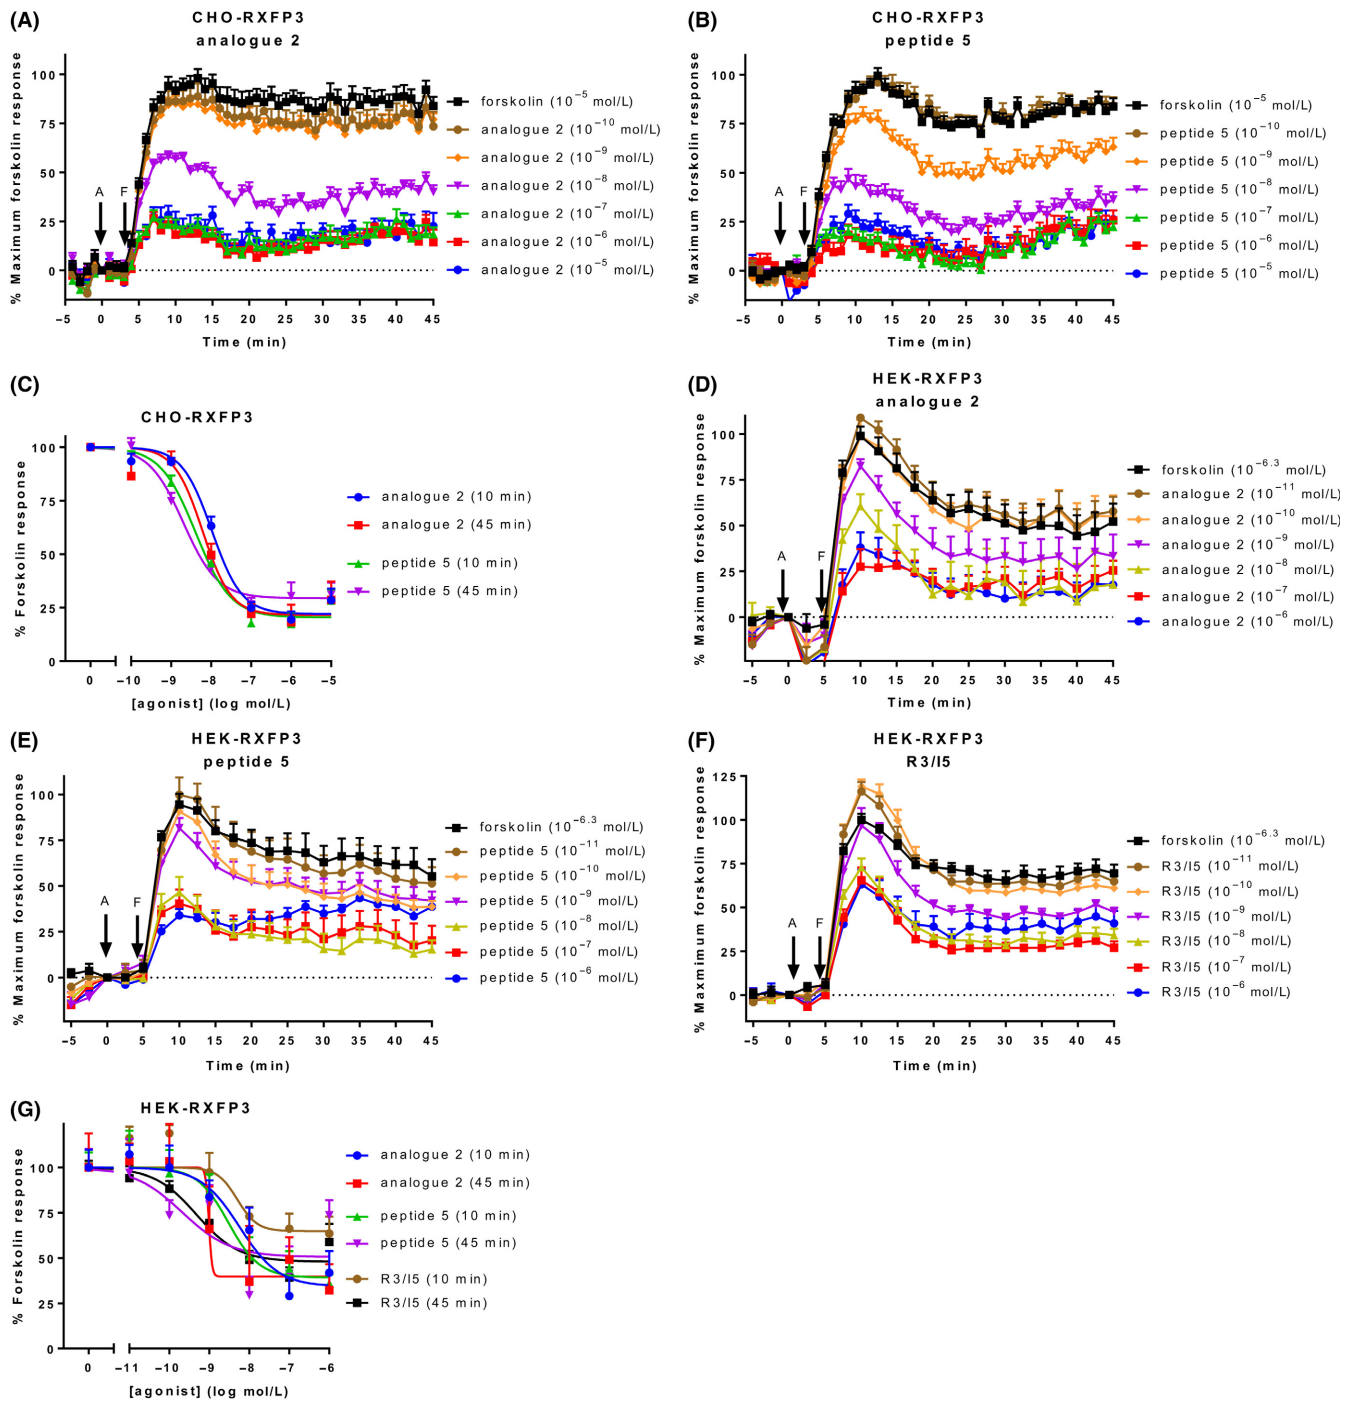 (A)
CHO-RXFP3
analogue 2
% Maximum forskolin response
100
75
50
25
0
A
F
−5 0 5 10 15 20 25 30 35 40 45
Time (min)
forskolin (10⁻⁵ mol/L)
analogue 2 (10⁻¹⁰ mol/L)
analogue 2 (10⁻⁹ mol/L)
analogue 2 (10⁻⁸ mol/L)
analogue 2 (10⁻⁷ mol/L)
analogue 2 (10⁻⁶ mol/L)
analogue 2 (10⁻⁵ mol/L)
(B)
CHO-RXFP3
peptide 5
% Maximum forskolin response
100
75
50
25
0
A
F
−5 0 5 10 15 20 25 30 35 40 45
Time (min)
forskolin (10⁻⁵ mol/L)
peptide 5 (10⁻¹⁰ mol/L)
peptide 5 (10⁻⁹ mol/L)
peptide 5 (10⁻⁸ mol/L)
peptide 5 (10⁻⁷ mol/L)
peptide 5 (10⁻⁶ mol/L)
peptide 5 (10⁻⁵ mol/L)
(C)
CHO-RXFP3
% Forskolin response
100
75
50
25
0
0 −10 −9 −8 −7 −6 −5
[agonist] (log mol/L)
analogue 2 (10 min)
analogue 2 (45 min)
peptide 5 (10 min)
peptide 5 (45 min)
(D)
HEK-RXFP3
analogue 2
% Maximum forskolin response
100
75
50
25
0
A
F
−5 0 5 10 15 20 25 30 35 40 45
Time (min)
forskolin (10⁻⁶·³ mol/L)
analogue 2 (10⁻¹¹ mol/L)
analogue 2 (10⁻¹⁰ mol/L)
analogue 2 (10⁻⁹ mol/L)
analogue 2 (10⁻⁸ mol/L)
analogue 2 (10⁻⁷ mol/L)
analogue 2 (10⁻⁶ mol/L)
(E)
HEK-RXFP3
peptide 5
% Maximum forskolin response
100
75
50
25
0
A
F
−5 0 5 10 15 20 25 30 35 40 45
Time (min)
forskolin (10⁻⁶·³ mol/L)
peptide 5 (10⁻¹¹ mol/L)
peptide 5 (10⁻¹⁰ mol/L)
peptide 5 (10⁻⁹ mol/L)
peptide 5 (10⁻⁸ mol/L)
peptide 5 (10⁻⁷ mol/L)
peptide 5 (10⁻⁶ mol/L)
(F)
HEK-RXFP3
R3/I5
% Maxmimum forskolin response
125
100
75
50
25
0
A
F
−5 0 5 10 15 20 25 30 35 40 45
Time (min)
forskolin (10⁻⁶·³ mol/L)
R3/I5 (10⁻¹¹ mol/L)
R3/I5 (10⁻¹⁰ mol/L)
R3/I5 (10⁻⁹ mol/L)
R3/I5 (10⁻⁸ mol/L)
R3/I5 (10⁻⁷ mol/L)
R3/I5 (10⁻⁶ mol/L)
(G)
HEK-RXFP3
% Forskolin response
100
75
50
25
0
0 −11 −10 −9 −8 −7 −6
[agonist] (log mol/L)
analogue 2 (10 min)
analogue 2 (45 min)
peptide 5 (10 min)
peptide 5 (45 min)
R3/I5 (10 min)
R3/I5 (45 min)